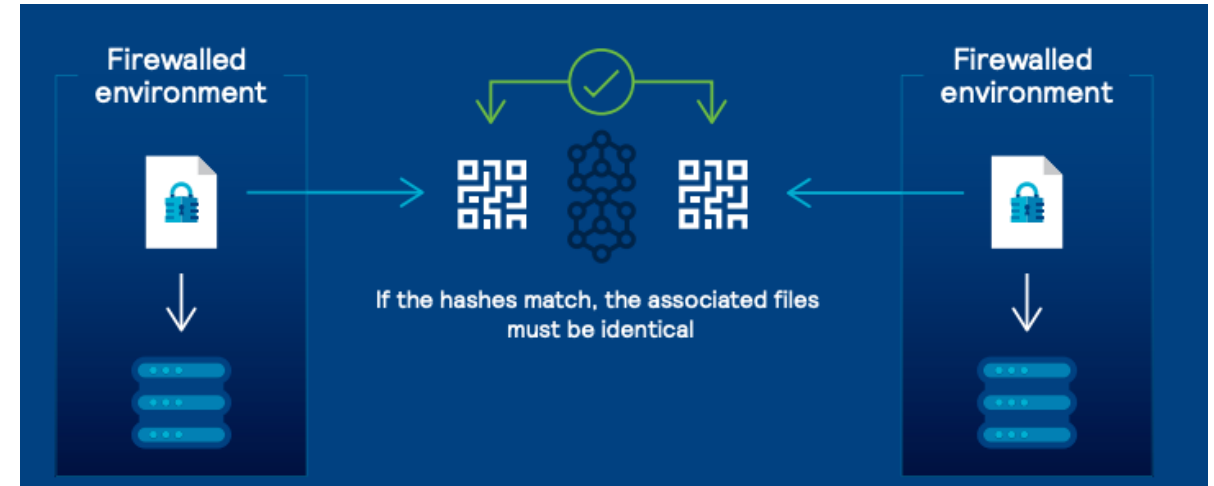 Firewalled
environment
Firewalled
environment
If the hashes match, the associated files
must be identical